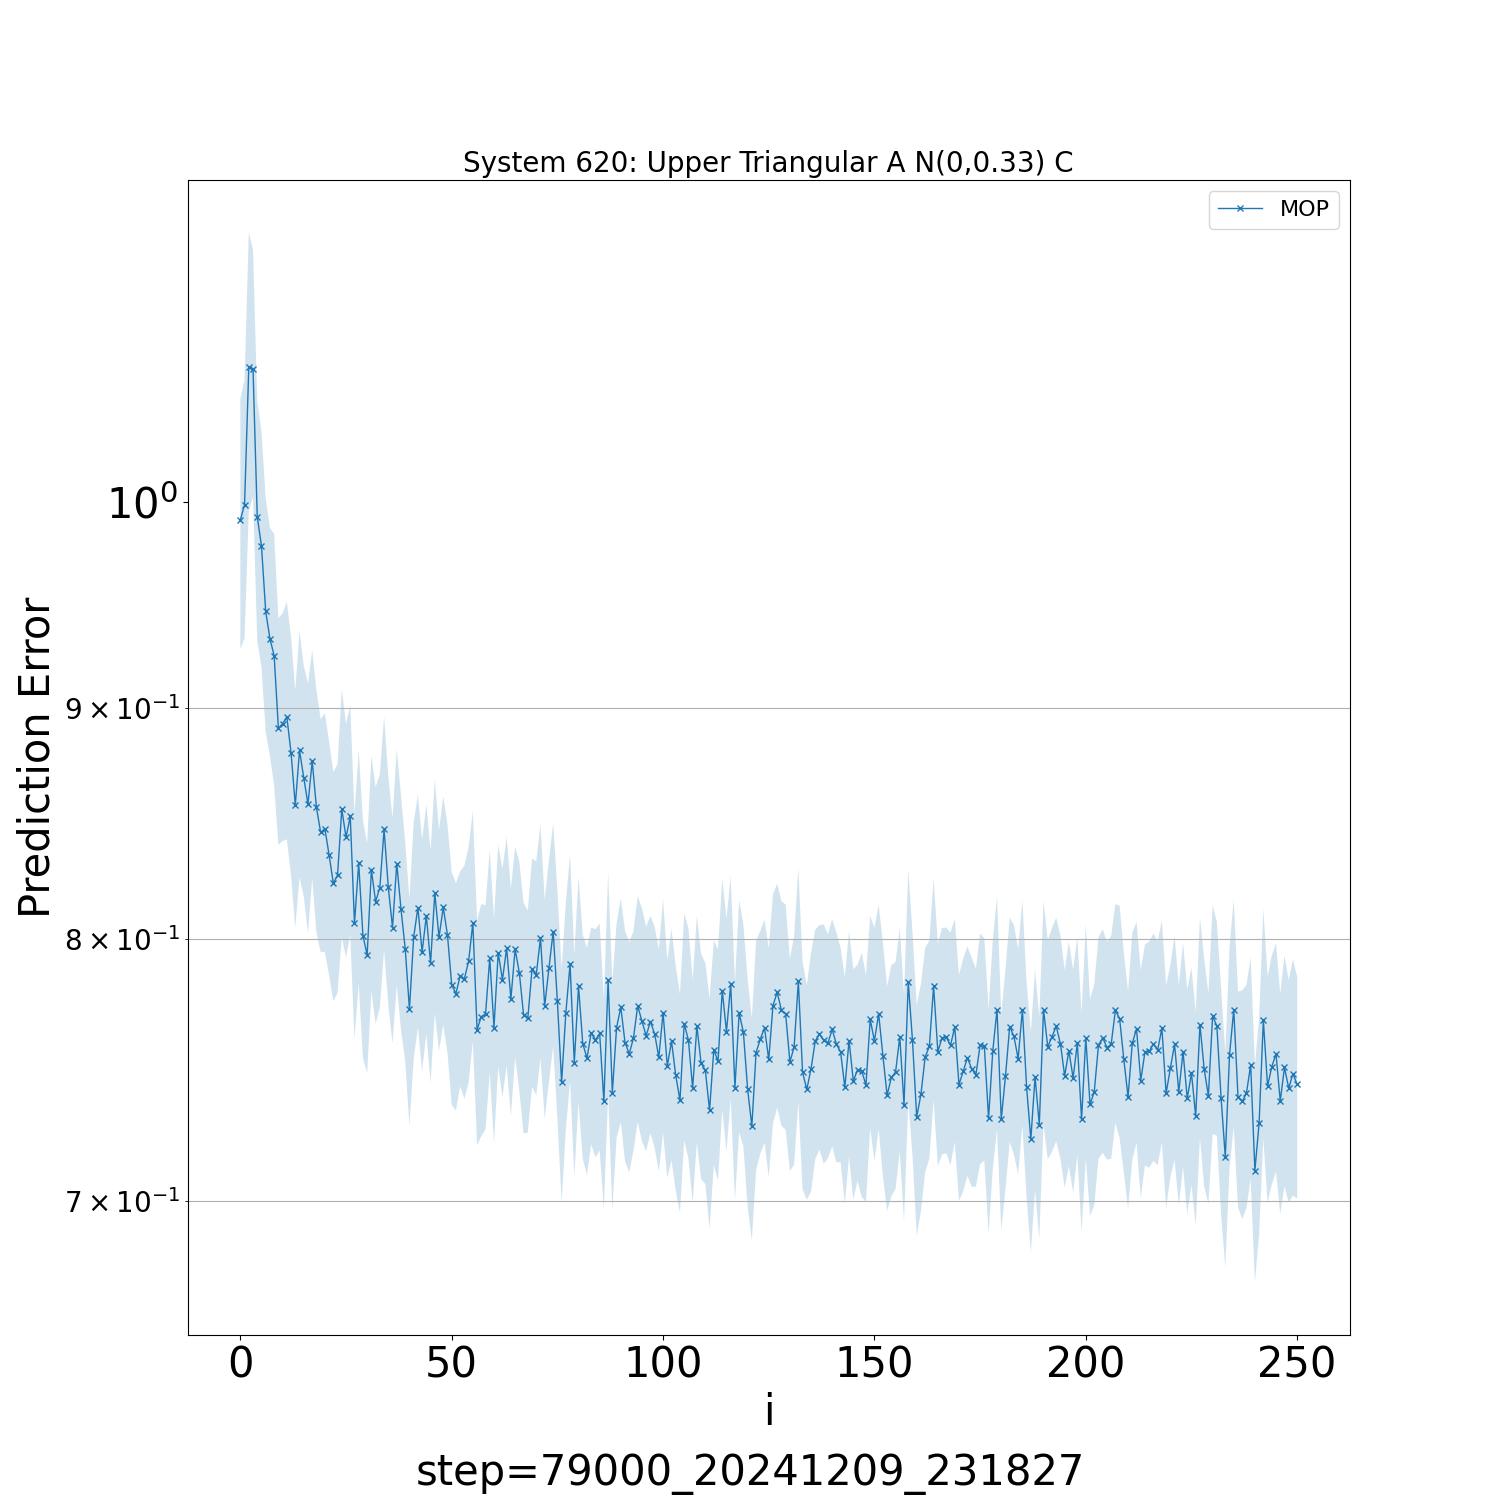 System 620: Upper Triangular A N(0,0.33) C
MOP
Prediction Error
10⁰
9 × 10⁻¹
8 × 10⁻¹
7 × 10⁻¹
0 50 100 150 200 250
i
step=79000_20241209_231827